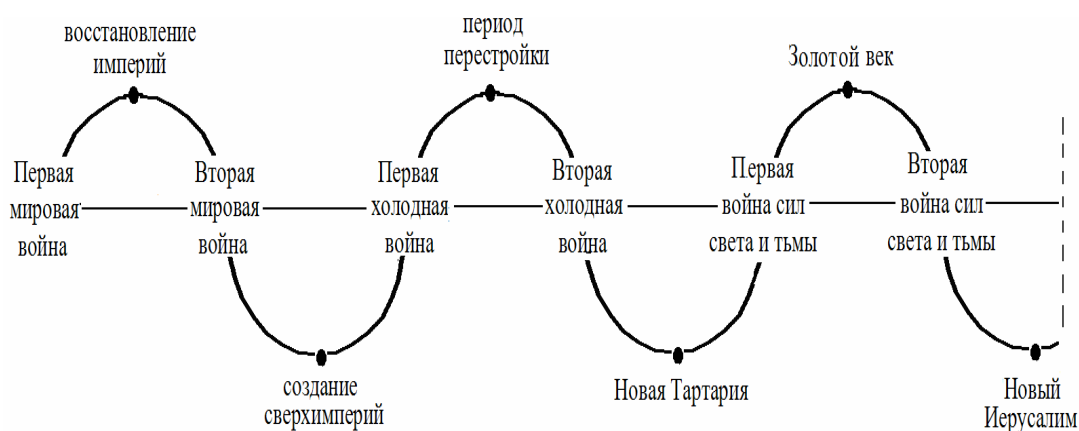 восстановление
империй
период
перестройки
Золотой век
Первая
мировая
война
Вторая
мировая
война
Первая
холодная
война
Вторая
холодная
война
Первая
война сил
света и тьмы
Вторая
война сил
света и тьмы
создание
сверхимперий
Новая Тартария
Новый
Иерусалим